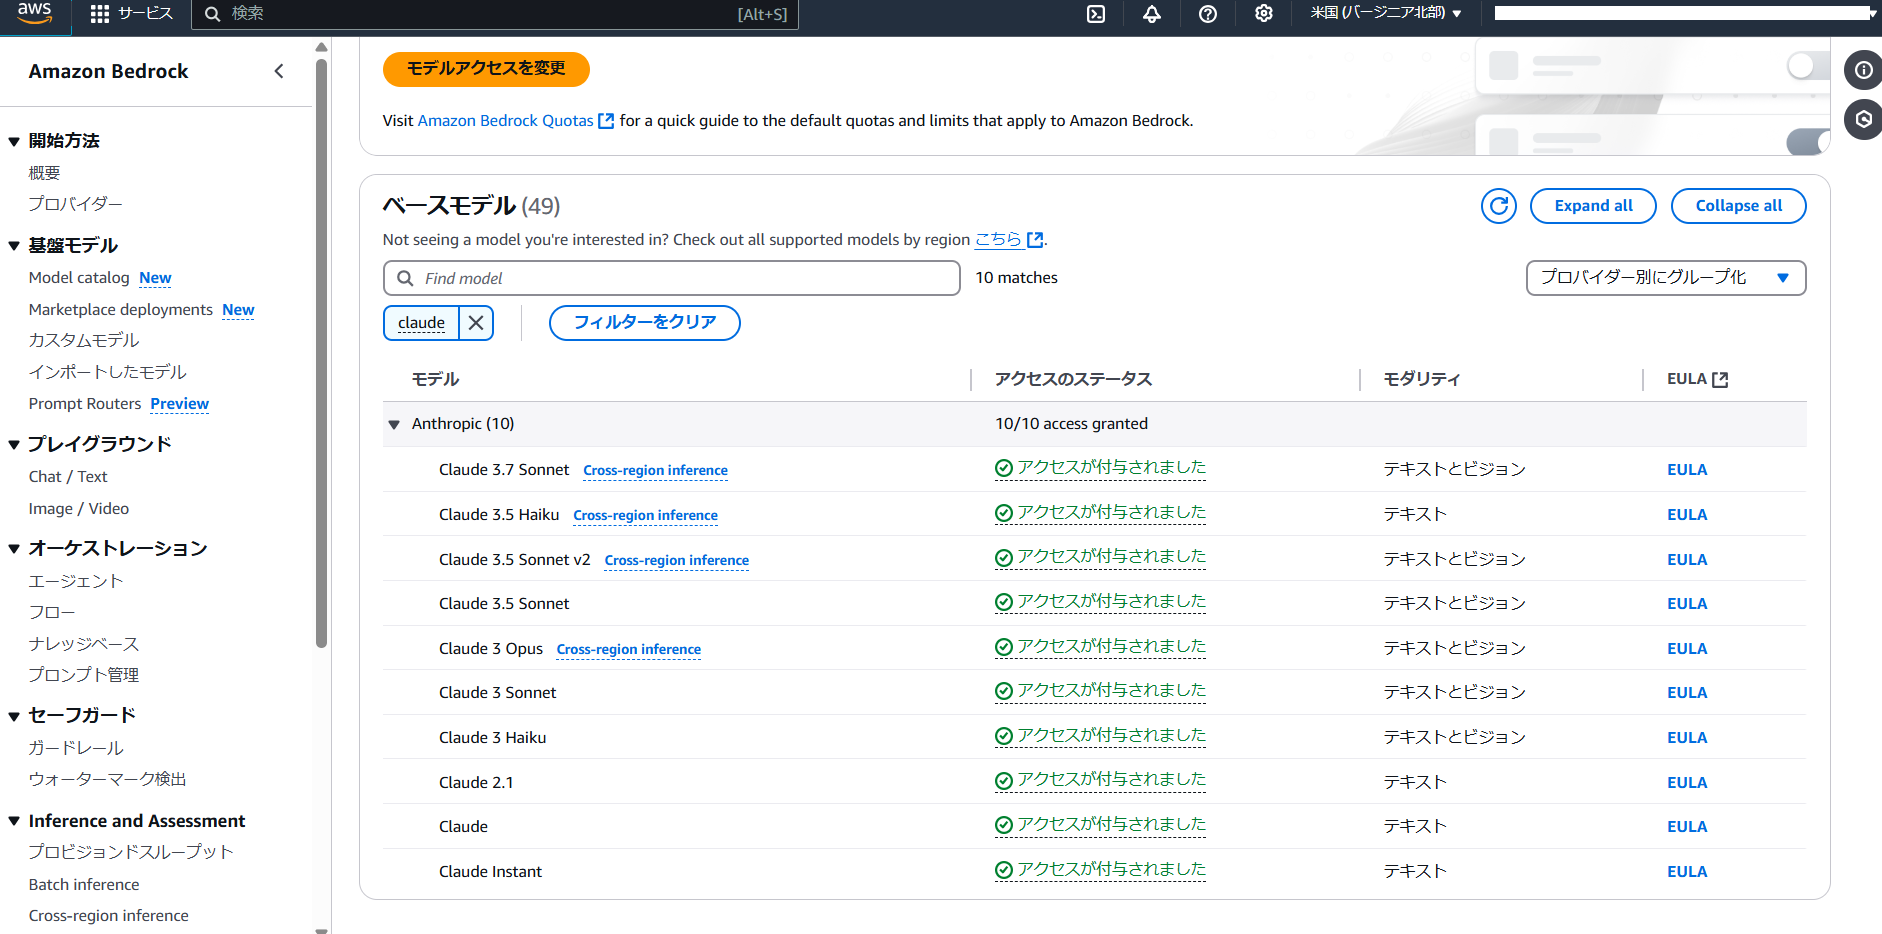 aws
サービス
検索
[Alt+S]
米国 (バージニア北部)
Amazon Bedrock
開始方法
概要
プロバイダー
基盤モデル
Model catalog New
Marketplace deployments New
カスタムモデル
インポートしたモデル
Prompt Routers Preview
プレイグラウンド
Chat / Text
Image / Video
オーケストレーション
エージェント
フロー
ナレッジベース
プロンプト管理
セーフガード
ガードレール
ウォーターマーク検出
Inference and Assessment
プロビジョンドスループット
Batch inference
Cross-region inference
モデルアクセスを変更
Visit Amazon Bedrock Quotas for a quick guide to the default quotas and limits that apply to Amazon Bedrock.
ベースモデル (49)
Expand all
Collapse all
Not seeing a model you're interested in? Check out all supported models by region こちら.
Find model
10 matches
プロバイダー別にグループ化
claude
フィルターをクリア
モデル アクセスのステータス モダリティ EULA
Anthropic (10) 10/10 access granted
Claude 3.7 Sonnet Cross-region inference アクセスが付与されました テキストとビジョン EULA
Claude 3.5 Haiku Cross-region inference アクセスが付与されました テキスト EULA
Claude 3.5 Sonnet v2 Cross-region inference アクセスが付与されました テキストとビジョン EULA
Claude 3.5 Sonnet アクセスが付与されました テキストとビジョン EULA
Claude 3 Opus Cross-region inference アクセスが付与されました テキストとビジョン EULA
Claude 3 Sonnet アクセスが付与されました テキストとビジョン EULA
Claude 3 Haiku アクセスが付与されました テキストとビジョン EULA
Claude 2.1 アクセスが付与されました テキスト EULA
Claude アクセスが付与されました テキスト EULA
Claude Instant アクセスが付与されました テキスト EULA